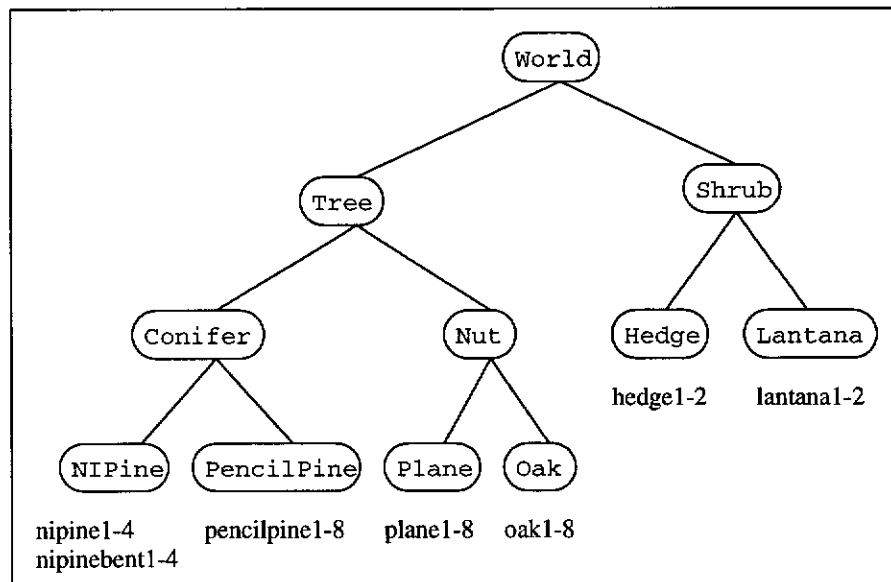 World
Tree
Shrub
Conifer
Nut
Hedge
Lantana
hedge1-2
lantana1-2
NIPine
PencilPine
Plane
Oak
nipine1-4
pencilpine1-8
plane1-8
oak1-8
nipinebent1-4